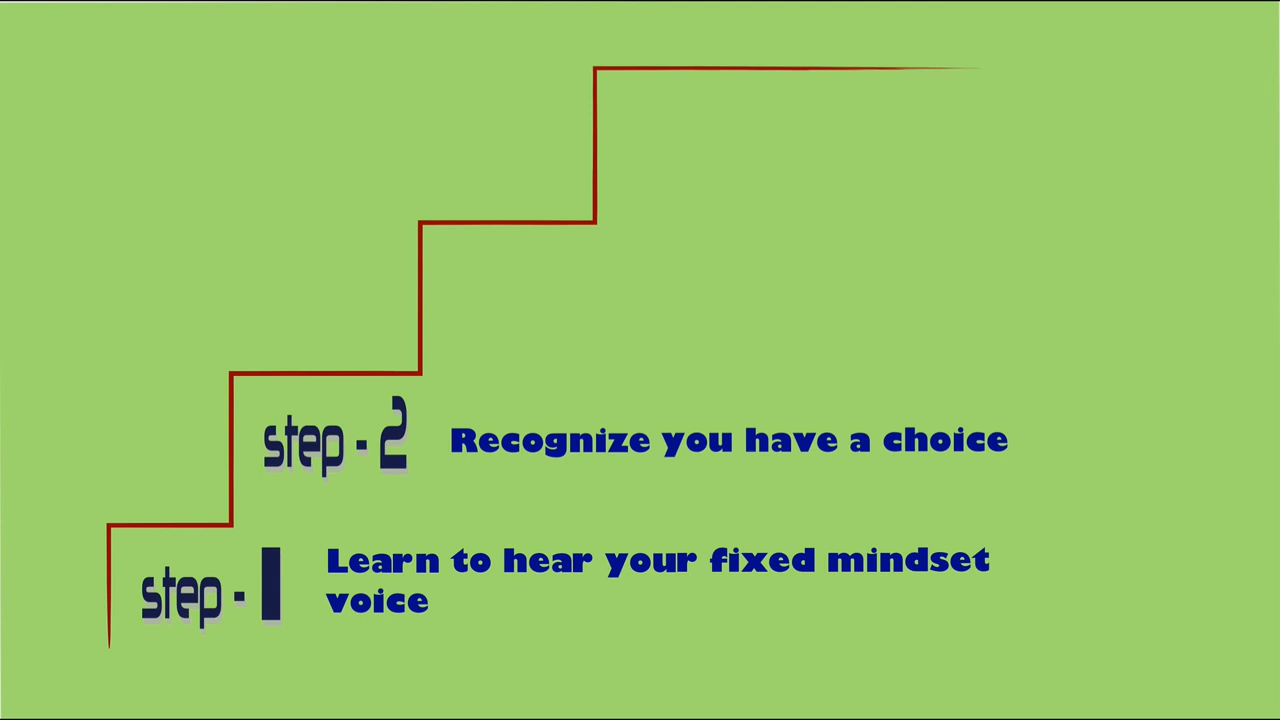 step - 2 Recognize you have a choice
step - 1 Learn to hear your fixed mindset
voice